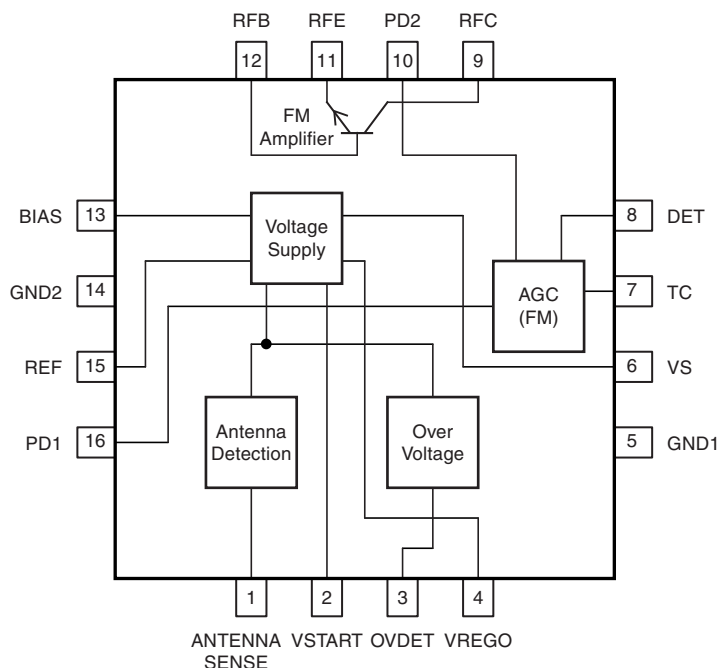 RFB RFE PD2 RFC
12 11 10 9
FM
Amplifier
BIAS 13
GND2 14
REF 15
PD1 16
Voltage
Supply
8 DET
7 TC
6 VS
5 GND1
AGC
(FM)
Antenna
Detection
Over
Voltage
1 2 3 4
ANTENNA VSTART OVDET VREGO
SENSE